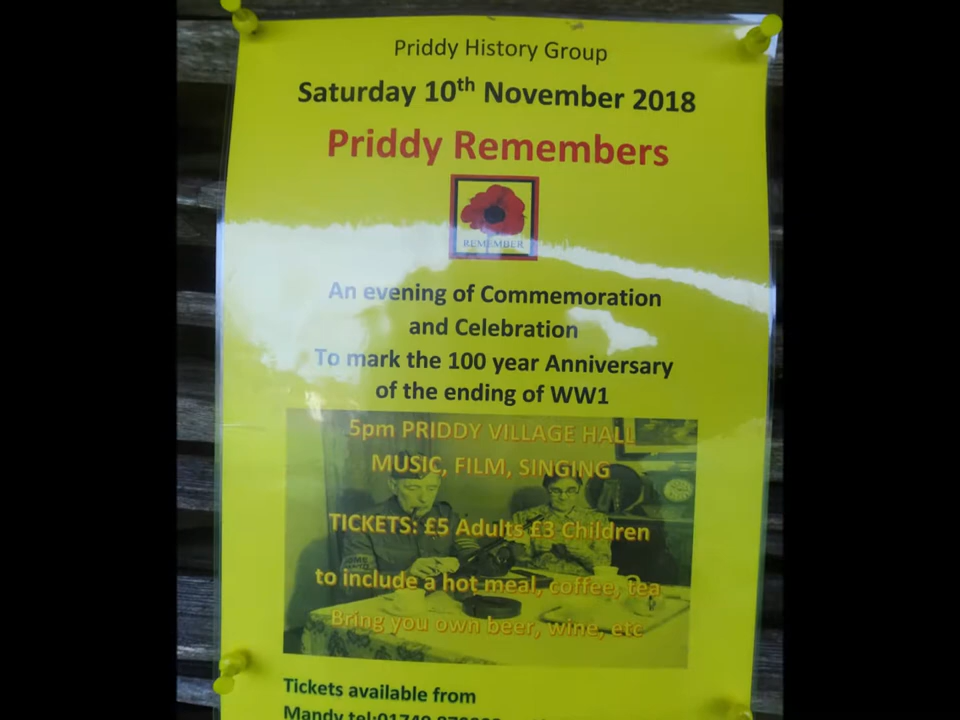 Priddy History Group
Saturday 10th November 2018
Priddy Remembers
REMEMBER
An evening of Commemoration
and Celebration
To mark the 100 year Anniversary
of the ending of WW1
5pm PRIDDY VILLAGE HALL
MUSIC, FILM, SINGING
TICKETS: £5 Adults £3 Children
to include a hot meal, coffee, tea
Bring you own beer, wine, etc
Tickets available from
Mandy